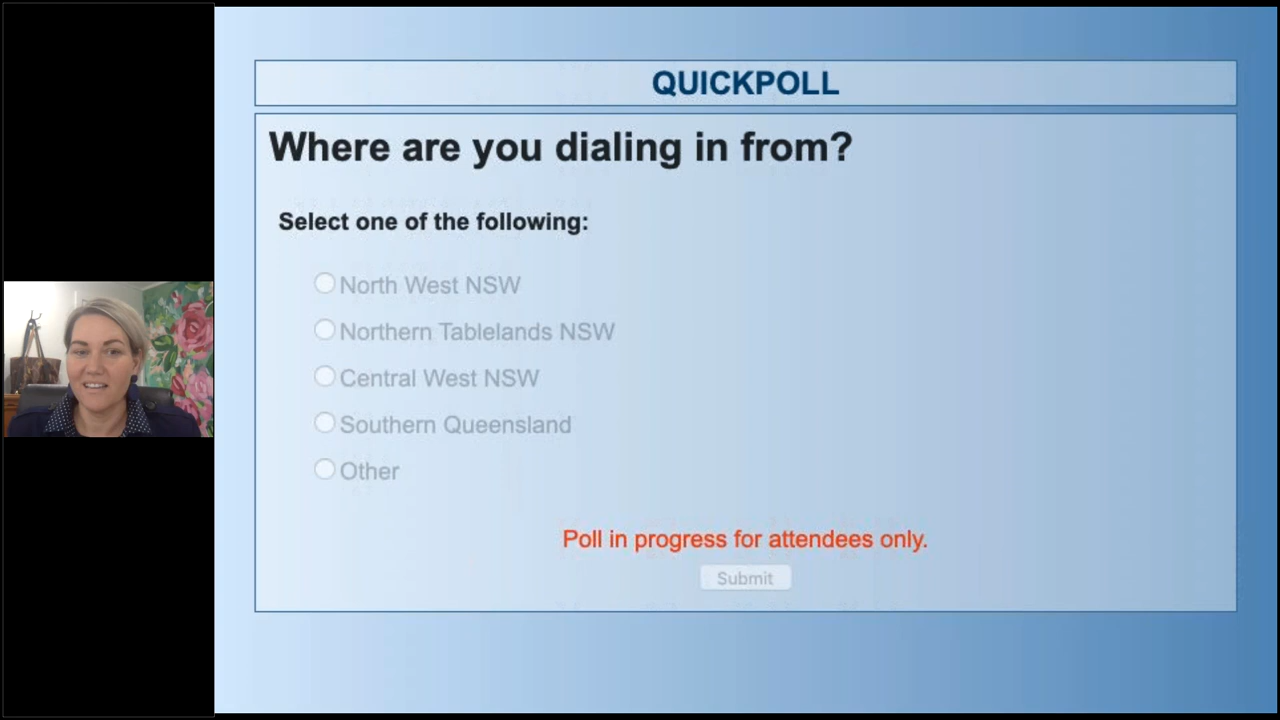 QUICKPOLL
Where are you dialing in from?
Select one of the following:
North West NSW
Northern Tablelands NSW
Central West NSW
Southern Queensland
Other
Poll in progress for attendees only.
Submit